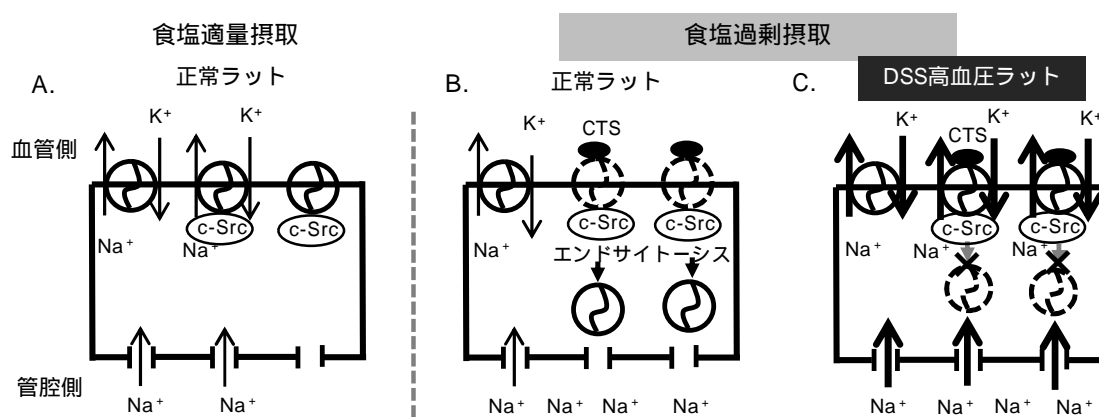 食塩適量摂取
食塩過剰摂取
A.
正常ラット
B.
正常ラット
DSS高血圧ラット
C.
血管側
K⁺
K⁺
CTS
K⁺
CTS
K⁺
K⁺
c-Src
c-Src
c-Src
c-Src
c-Src
c-Src
Na⁺
Na⁺
Na⁺
エンドサイトーシス
Na⁺
Na⁺
Na⁺
管腔側
Na⁺
Na⁺
Na⁺
Na⁺
Na⁺
Na⁺
Na⁺
Na⁺
Na⁺
Na⁺